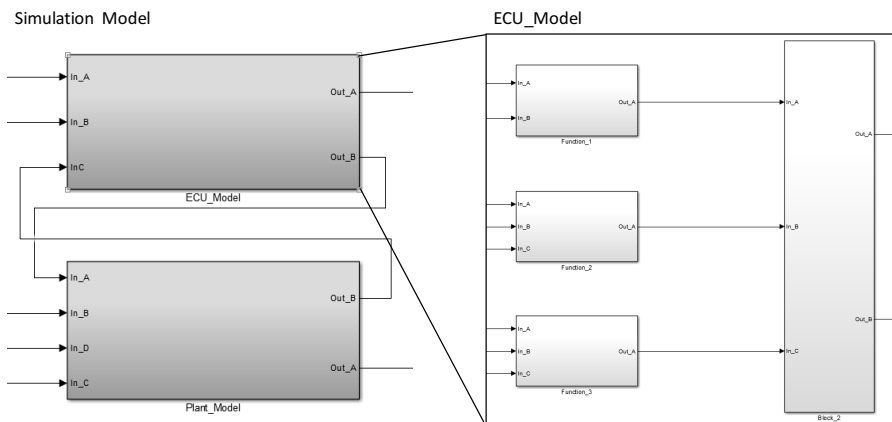 Simulation Model
In_A
In_B
InC
Out_A
Out_B
ECU_Model
In_A
In_B
In_D
In_C
Out_B
Out_A
Plant_Model
ECU_Model
In_A
In_B
Out_A
Function_1
In_A
In_B
In_C
Out_A
Function_2
In_A
In_B
In_C
Out_A
Function_3
In_A
In_B
In_C
Out_A
Out_B
Block_2